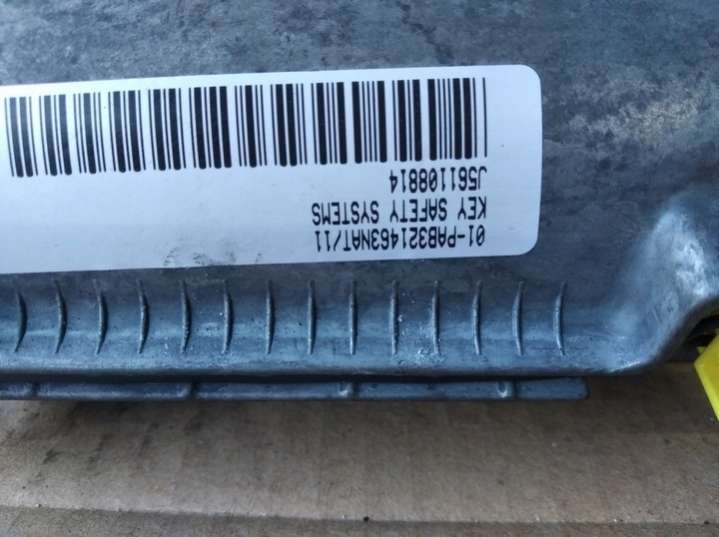 01-PAB321463NAT/11
KEY SAFETY SYSTEMS
J561108814